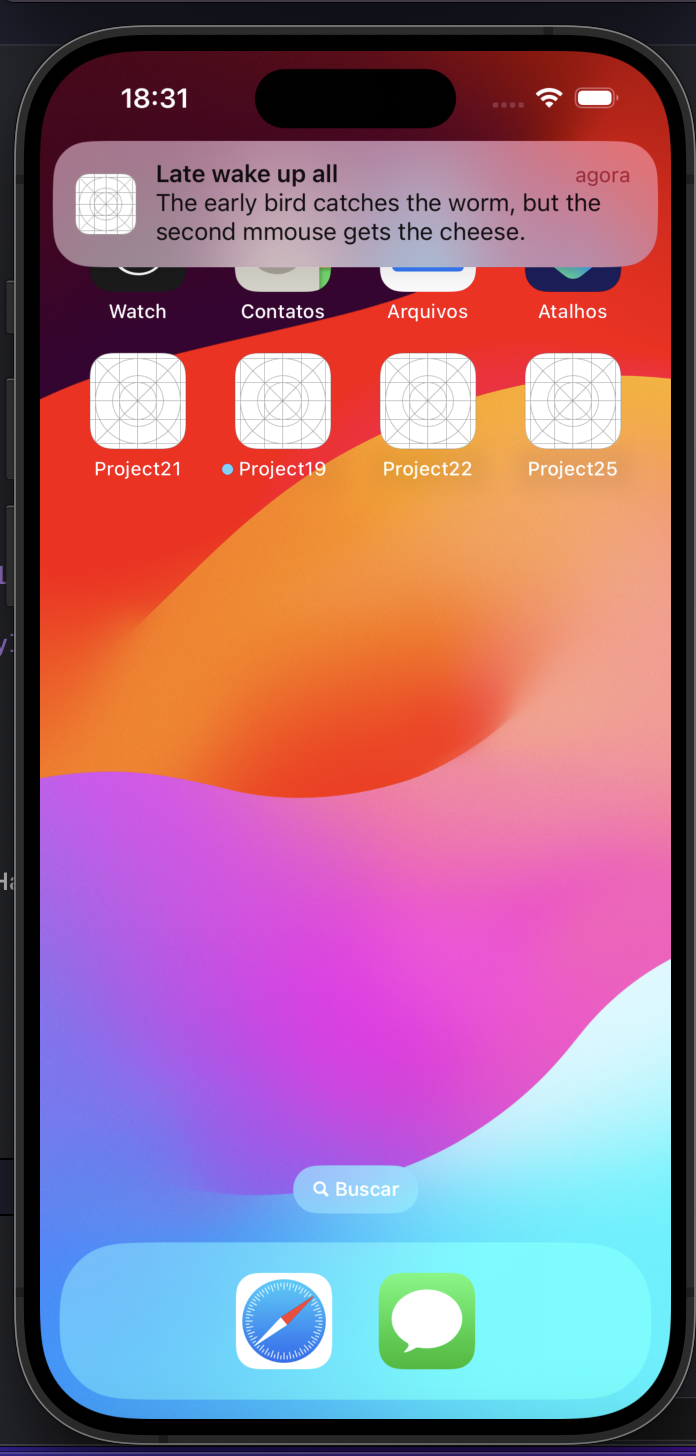 18:31
Late wake up all
agora
The early bird catches the worm, but the
second mmouse gets the cheese.
Watch
Contatos
Arquivos
Atalhos
Project21
Project19
Project22
Project25
Buscar